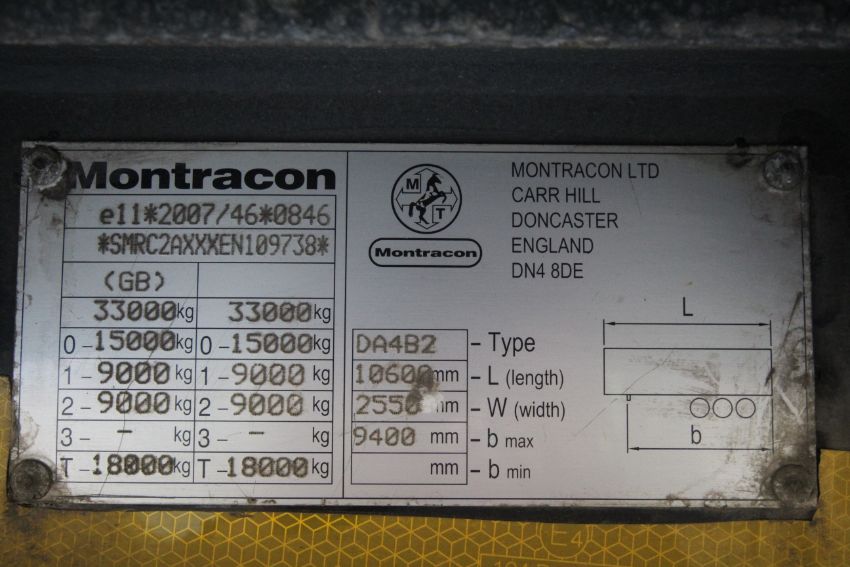 Montracon
e11*2007/46*0846
*SMRC2AXXXEN109738*
(GB)
33000kg 33000kg
0-15000kg 0-15000kg
1-9000kg 1-9000kg
2-9000kg 2-9000kg
3- - kg 3- - kg
T-18000kg T-18000kg
M T
Montracon
MONTRACON LTD
CARR HILL
DONCASTER
ENGLAND
DN4 8DE
DA4B2 - Type
10600mm - L (length)
2550mm - W (width)
9400 mm - b max
mm - b min
L
b
E4